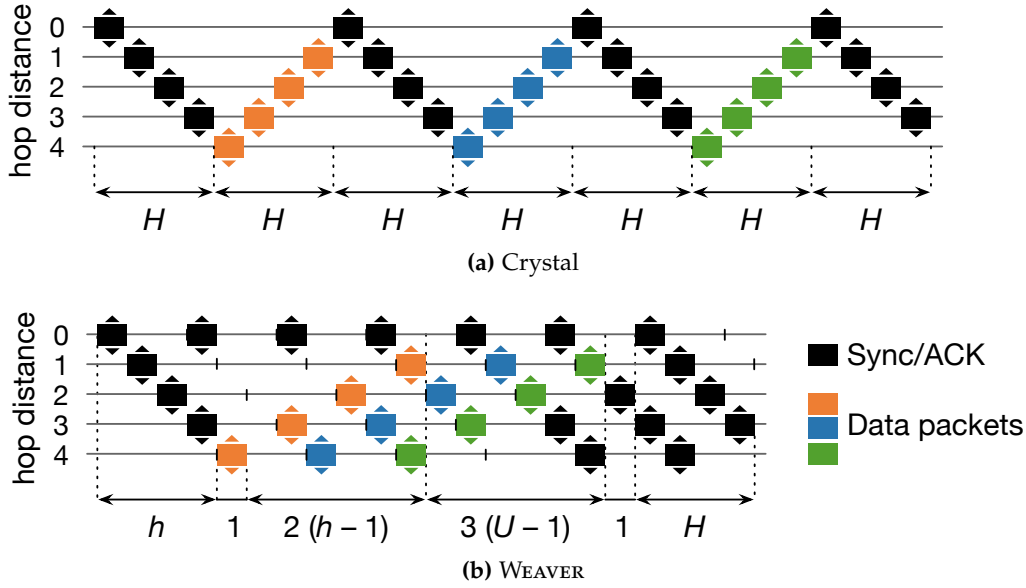 hop distance
0
1
2
3
4
H H H H H H H
(a) Crystal
hop distance
0
1
2
3
4
h 1 2 (h − 1) 3 (U − 1) 1 H
(b) WEAVER
Sync/ACK
Data packets